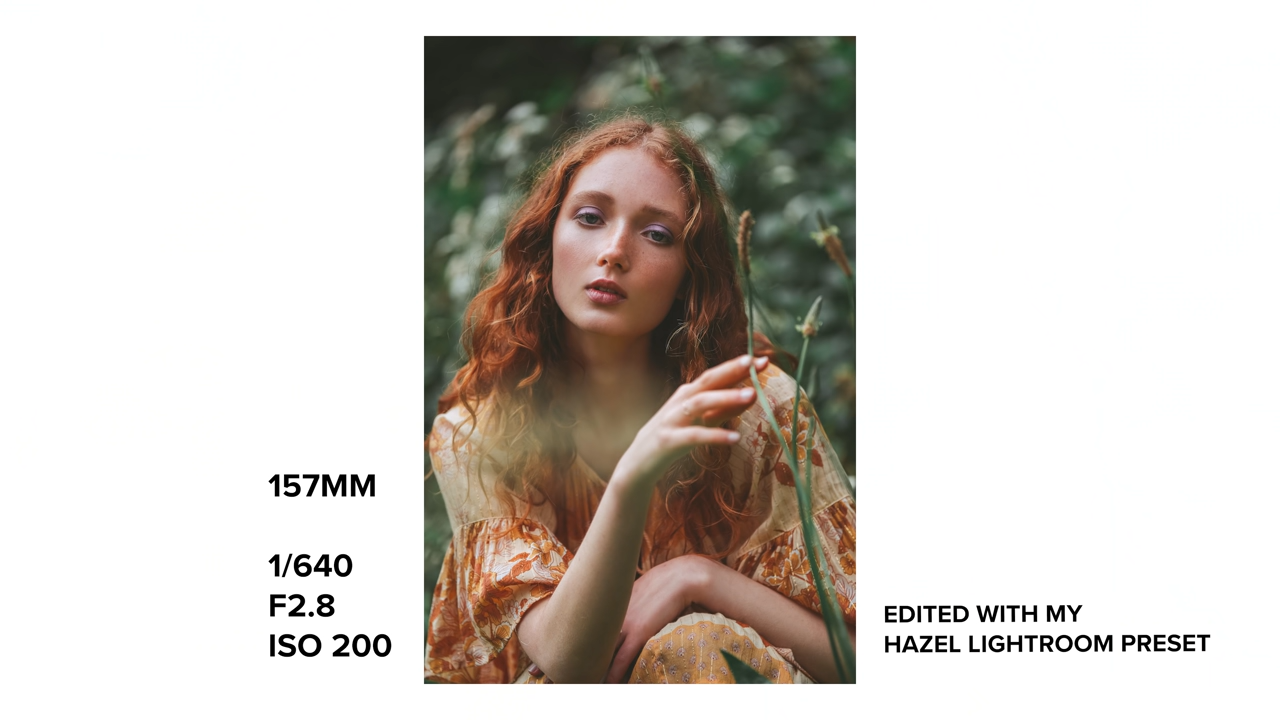 157MM
1/640
F2.8
ISO 200
EDITED WITH MY
HAZEL LIGHTROOM PRESET